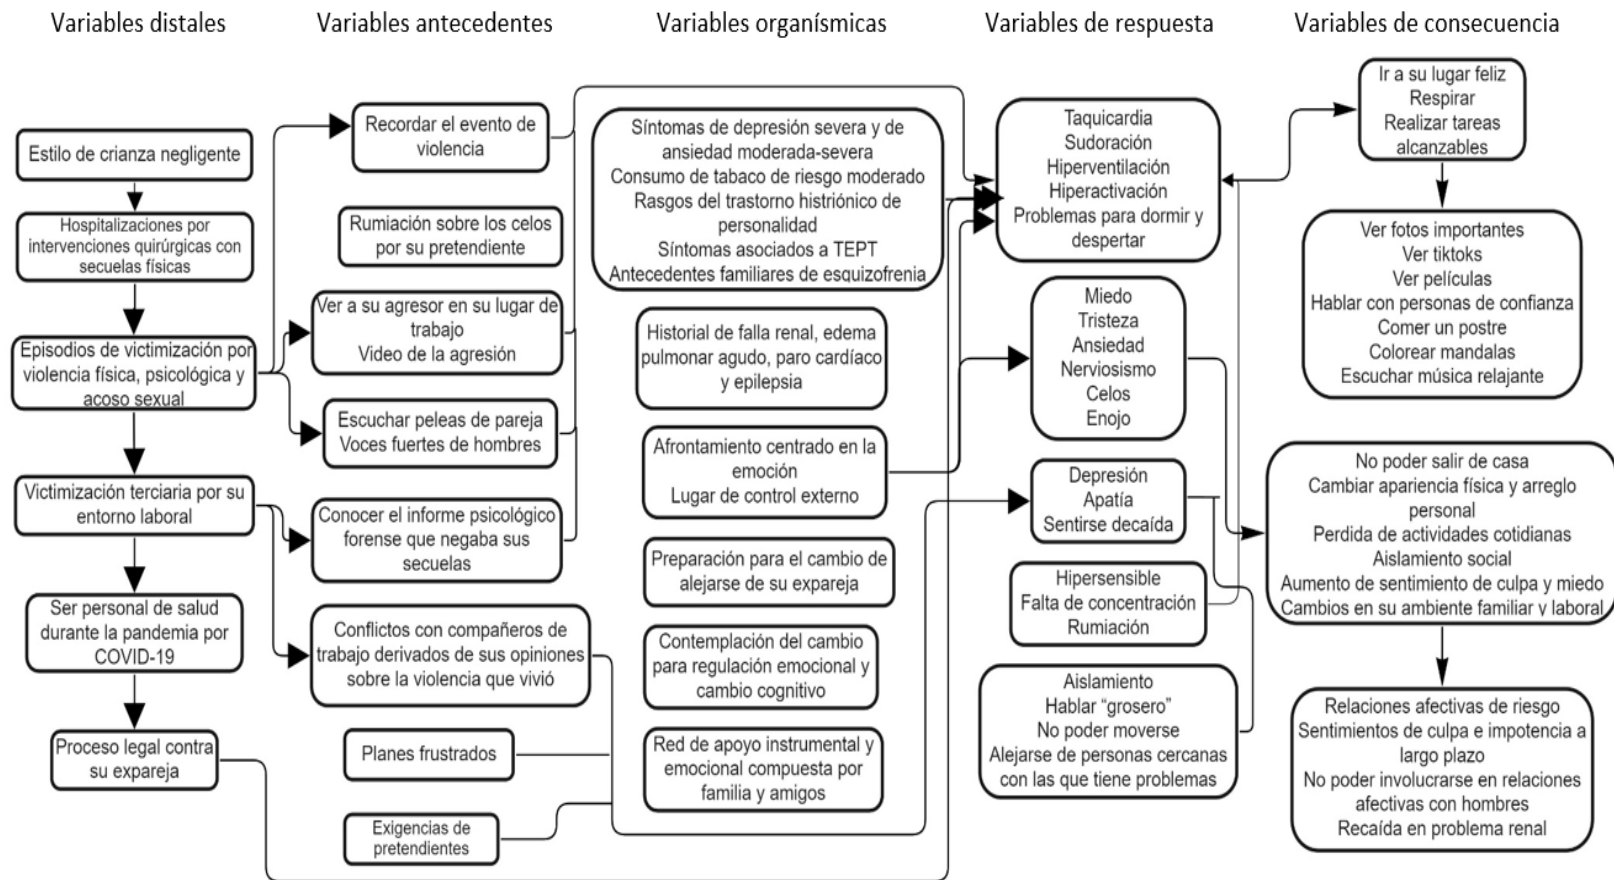 Variables distales
Variables antecedentes
Variables organísmicas
Variables de respuesta
Variables de consecuencia
Estilo de crianza negligente
Hospitalizaciones por
intervenciones quirúrgicas con
secuelas físicas
Episodios de victimización por
violencia física, psicológica y
acoso sexual
Victimización terciaria por su
entorno laboral
Ser personal de salud
durante la pandemia por
COVID-19
Proceso legal contra
su expareja
Recordar el evento de
violencia
Rumiación sobre los celos
por su pretendiente
Ver a su agresor en su lugar de
trabajo
Video de la agresión
Escuchar peleas de pareja
Voces fuertes de hombres
Conocer el informe psicológico
forense que negaba sus
secuelas
Conflictos con compañeros de
trabajo derivados de sus opiniones
sobre la violencia que vivió
Planes frustrados
Exigencias de
pretendientes
Síntomas de depresión severa y de
ansiedad moderada-severa
Consumo de tabaco de riesgo moderado
Rasgos del trastorno histriónico de
personalidad
Síntomas asociados a TEPT
Antecedentes familiares de esquizofrenia
Historial de falla renal, edema
pulmonar agudo, paro cardíaco
y epilepsia
Afrontamiento centrado en la
emoción
Lugar de control externo
Preparación para el cambio de
alejarse de su expareja
Contemplación del cambio
para regulación emocional y
cambio cognitivo
Red de apoyo instrumental y
emocional compuesta por
familia y amigos
Taquicardia
Sudoración
Hiperventilación
Hiperactivación
Problemas para dormir y
despertar
Miedo
Tristeza
Ansiedad
Nerviosismo
Celos
Enojo
Depresión
Apatía
Sentirse decaída
Hipersensible
Falta de concentración
Rumiación
Aislamiento
Hablar “grosero”
No poder moverse
Alejarse de personas cercanas
con las que tiene problemas
Ir a su lugar feliz
Respirar
Realizar tareas
alcanzables
Ver fotos importantes
Ver tiktoks
Ver películas
Hablar con personas de confianza
Comer un postre
Colorear mandalas
Escuchar música relajante
No poder salir de casa
Cambiar apariencia física y arreglo
personal
Perdida de actividades cotidianas
Aislamiento social
Aumento de sentimiento de culpa y miedo
Cambios en su ambiente familiar y laboral
Relaciones afectivas de riesgo
Sentimientos de culpa e impotencia a
largo plazo
No poder involucrarse en relaciones
afectivas con hombres
Recaída en problema renal